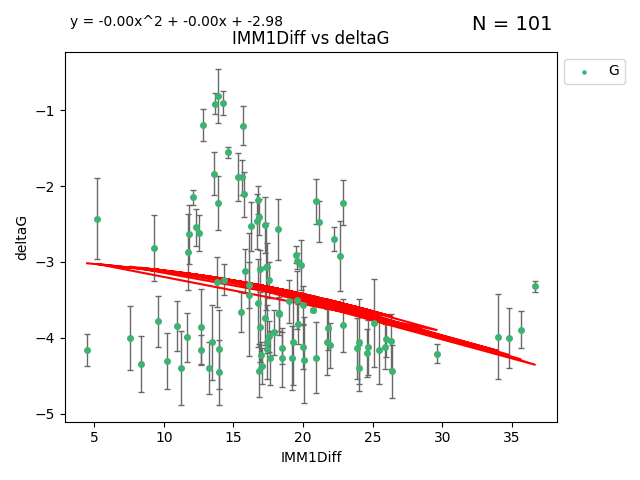 y = -0.00x^2 + -0.00x + -2.98
N = 101
IMM1Diff vs deltaG
G
deltaG
−1
−2
−3
−4
−5
5 10 15 20 25 30 35
IMM1Diff